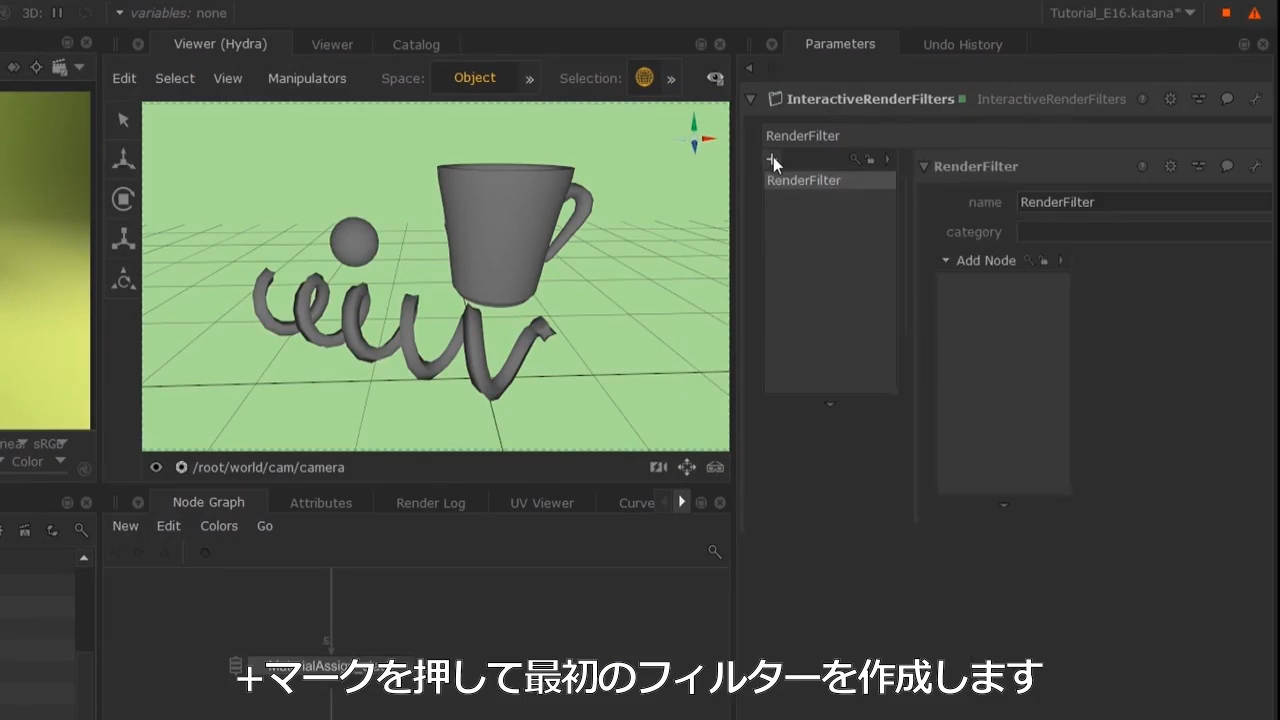 3D:
variables: none
Tutorial_E16.katana*
Viewer (Hydra)
Viewer
Catalog
Parameters
Undo History
Edit
Select
View
Manipulators
Space:
Object
»
Selection:
»
InteractiveRenderFilters
InteractiveRenderFilters
RenderFilter
RenderFilter
RenderFilter
name
RenderFilter
category
Add Node
/root/world/cam/camera
sRGB
Color
Node Graph
Attributes
Render Log
UV Viewer
Curve
New
Edit
Colors
Go
+マークを押して最初のフィルターを作成します